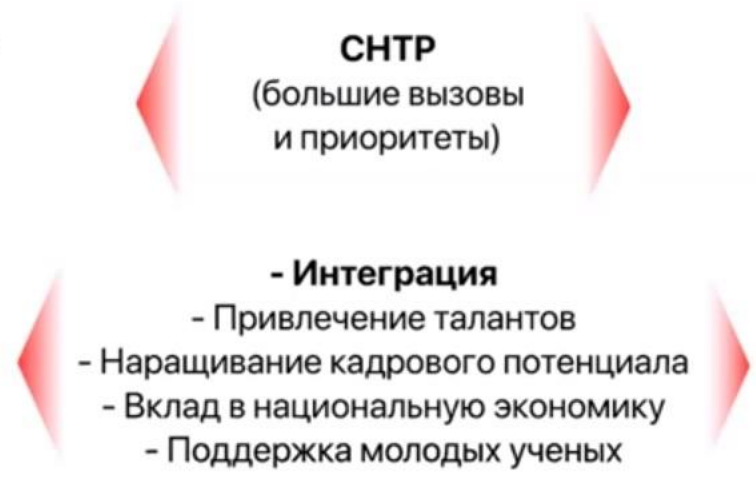 СНТР
(большие вызовы
и приоритеты)
- Интеграция
- Привлечение талантов
- Наращивание кадрового потенциала
- Вклад в национальную экономику
- Поддержка молодых ученых